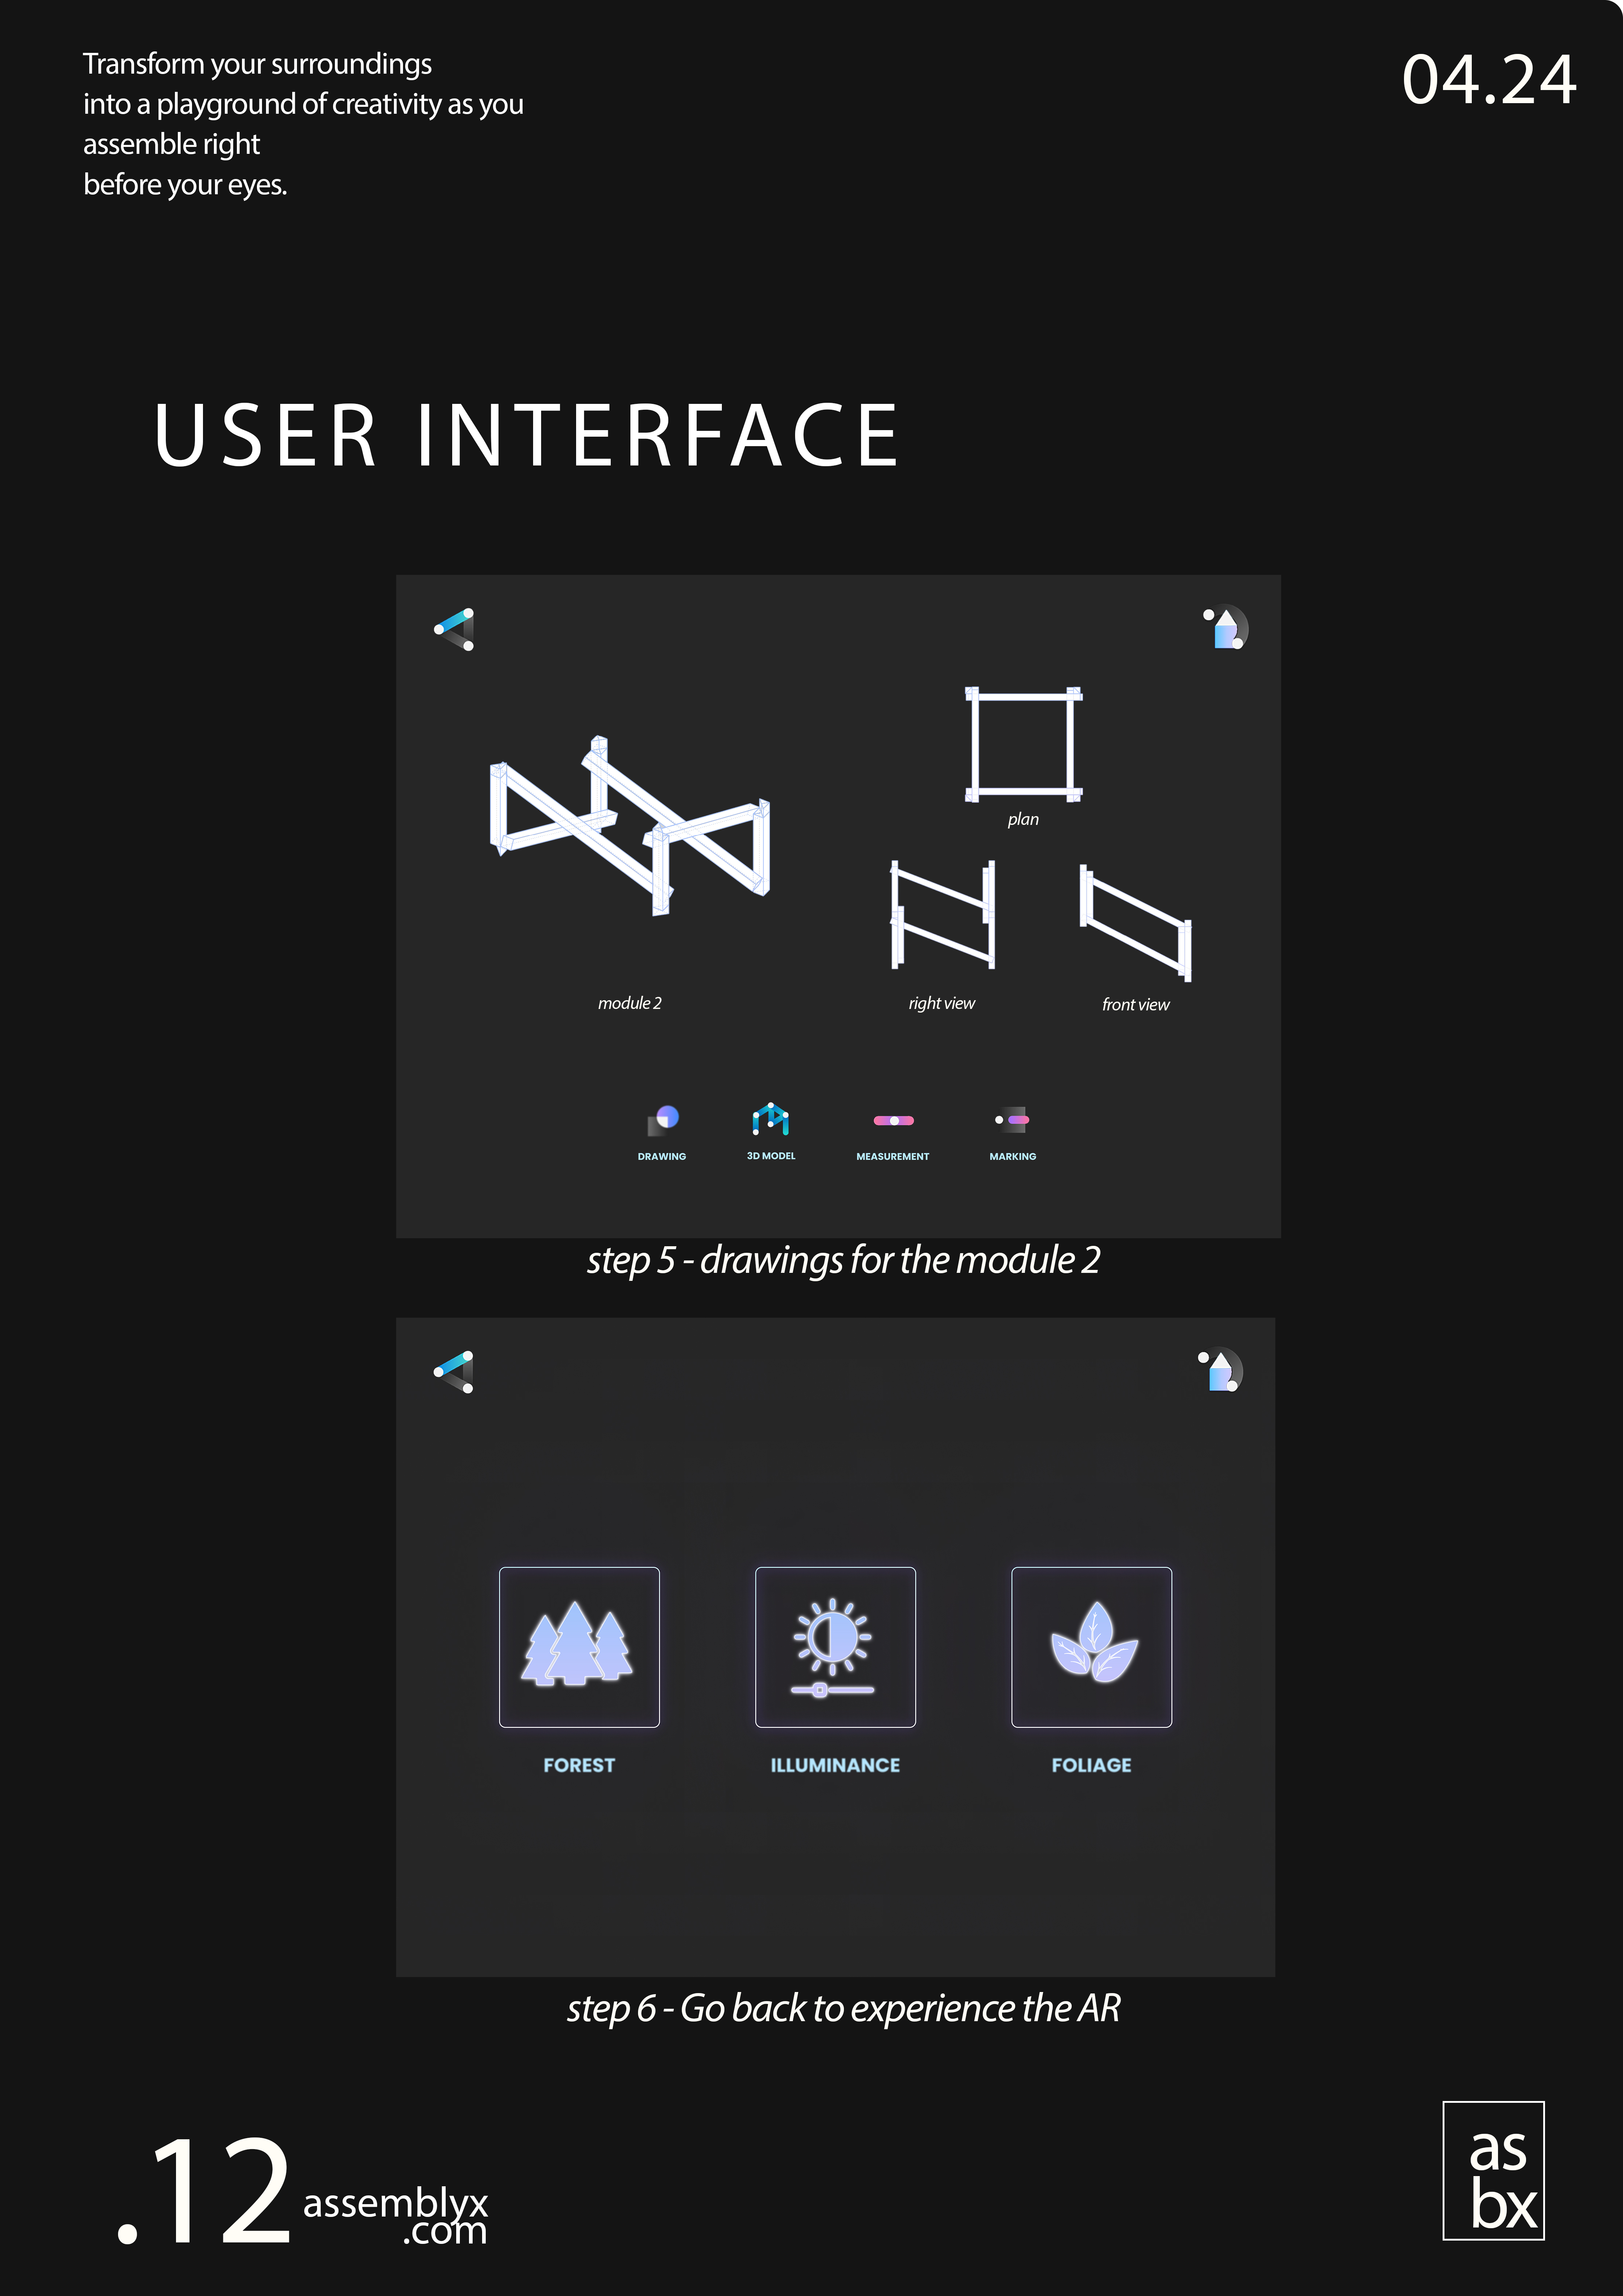 Transform your surroundings
into a playground of creativity as you
assemble right
before your eyes.
04.24
USER INTERFACE
plan
module 2
right view
front view
DRAWING
3D MODEL
MEASUREMENT
MARKING
step 5 - drawings for the module 2
FOREST
ILLUMINANCE
FOLIAGE
step 6 - Go back to experience the AR
.12
assemblyx
.com
as
bx